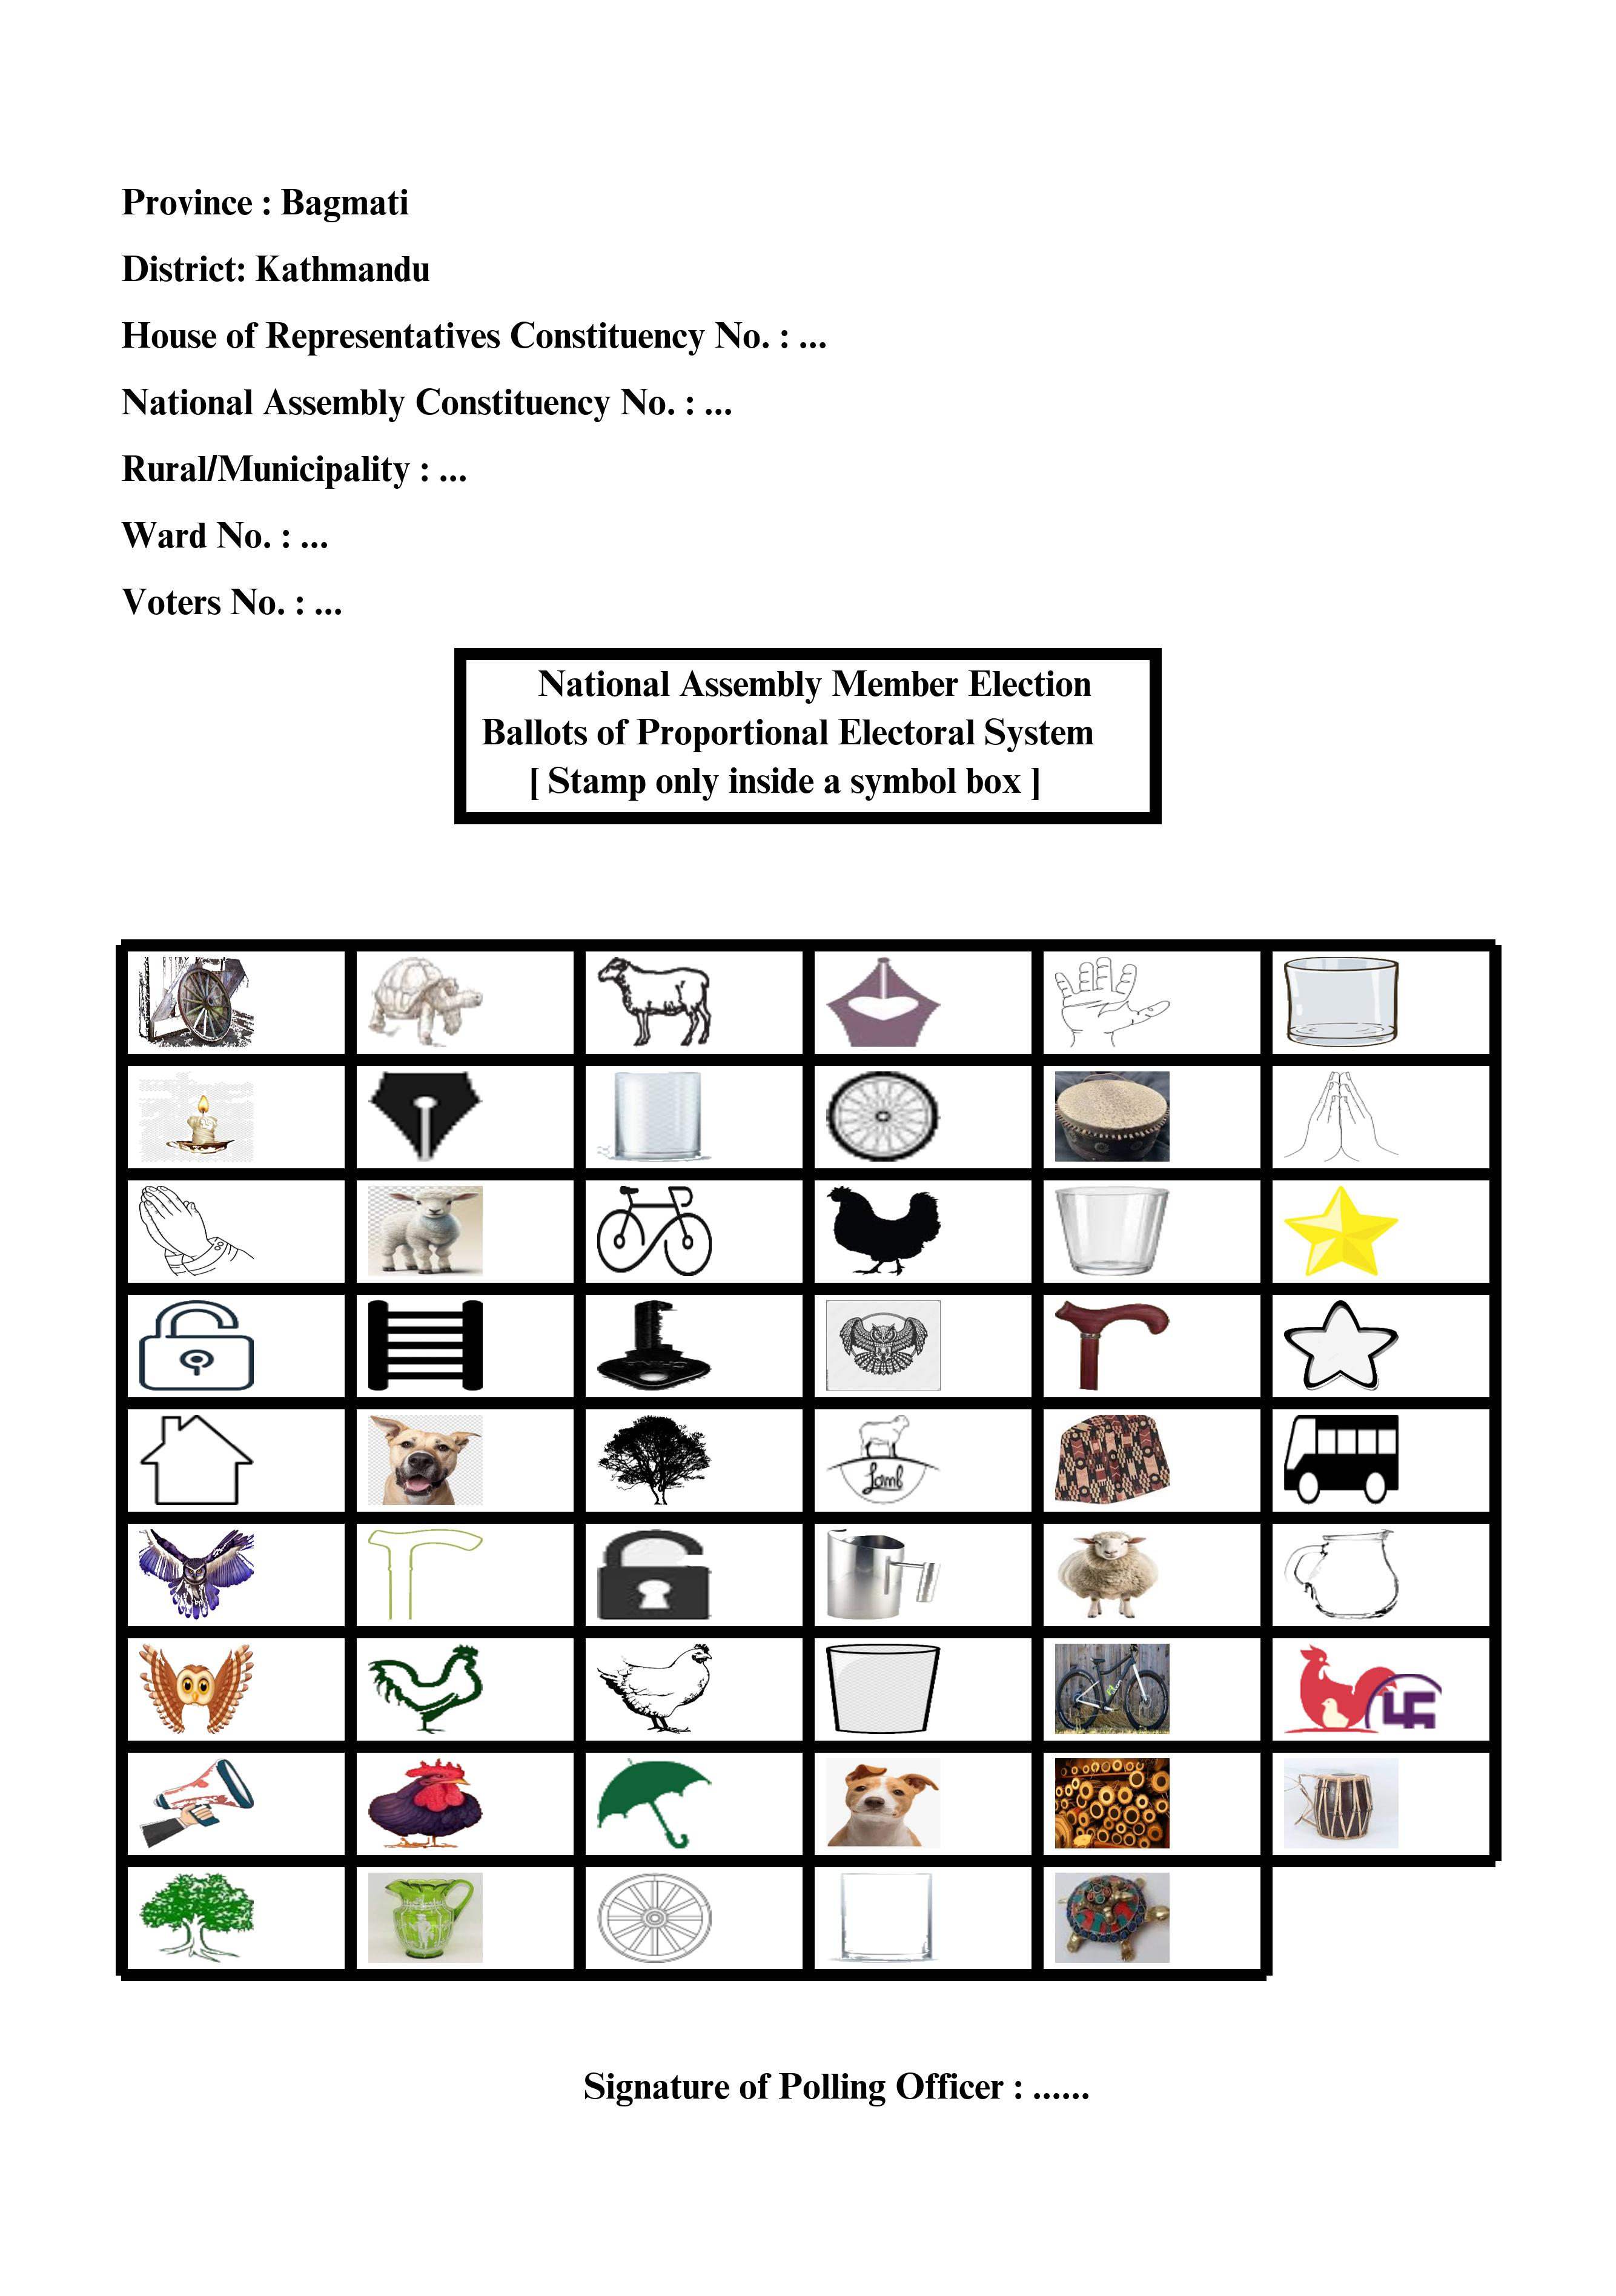 Province : Bagmati
District: Kathmandu
House of Representatives Constituency No. : ...
National Assembly Constituency No. : ...
Rural/Municipality : ...
Ward No. : ...
Voters No. : ...
National Assembly Member Election
Ballots of Proportional Electoral System
[ Stamp only inside a symbol box ]
Lamb
Signature of Polling Officer : ......